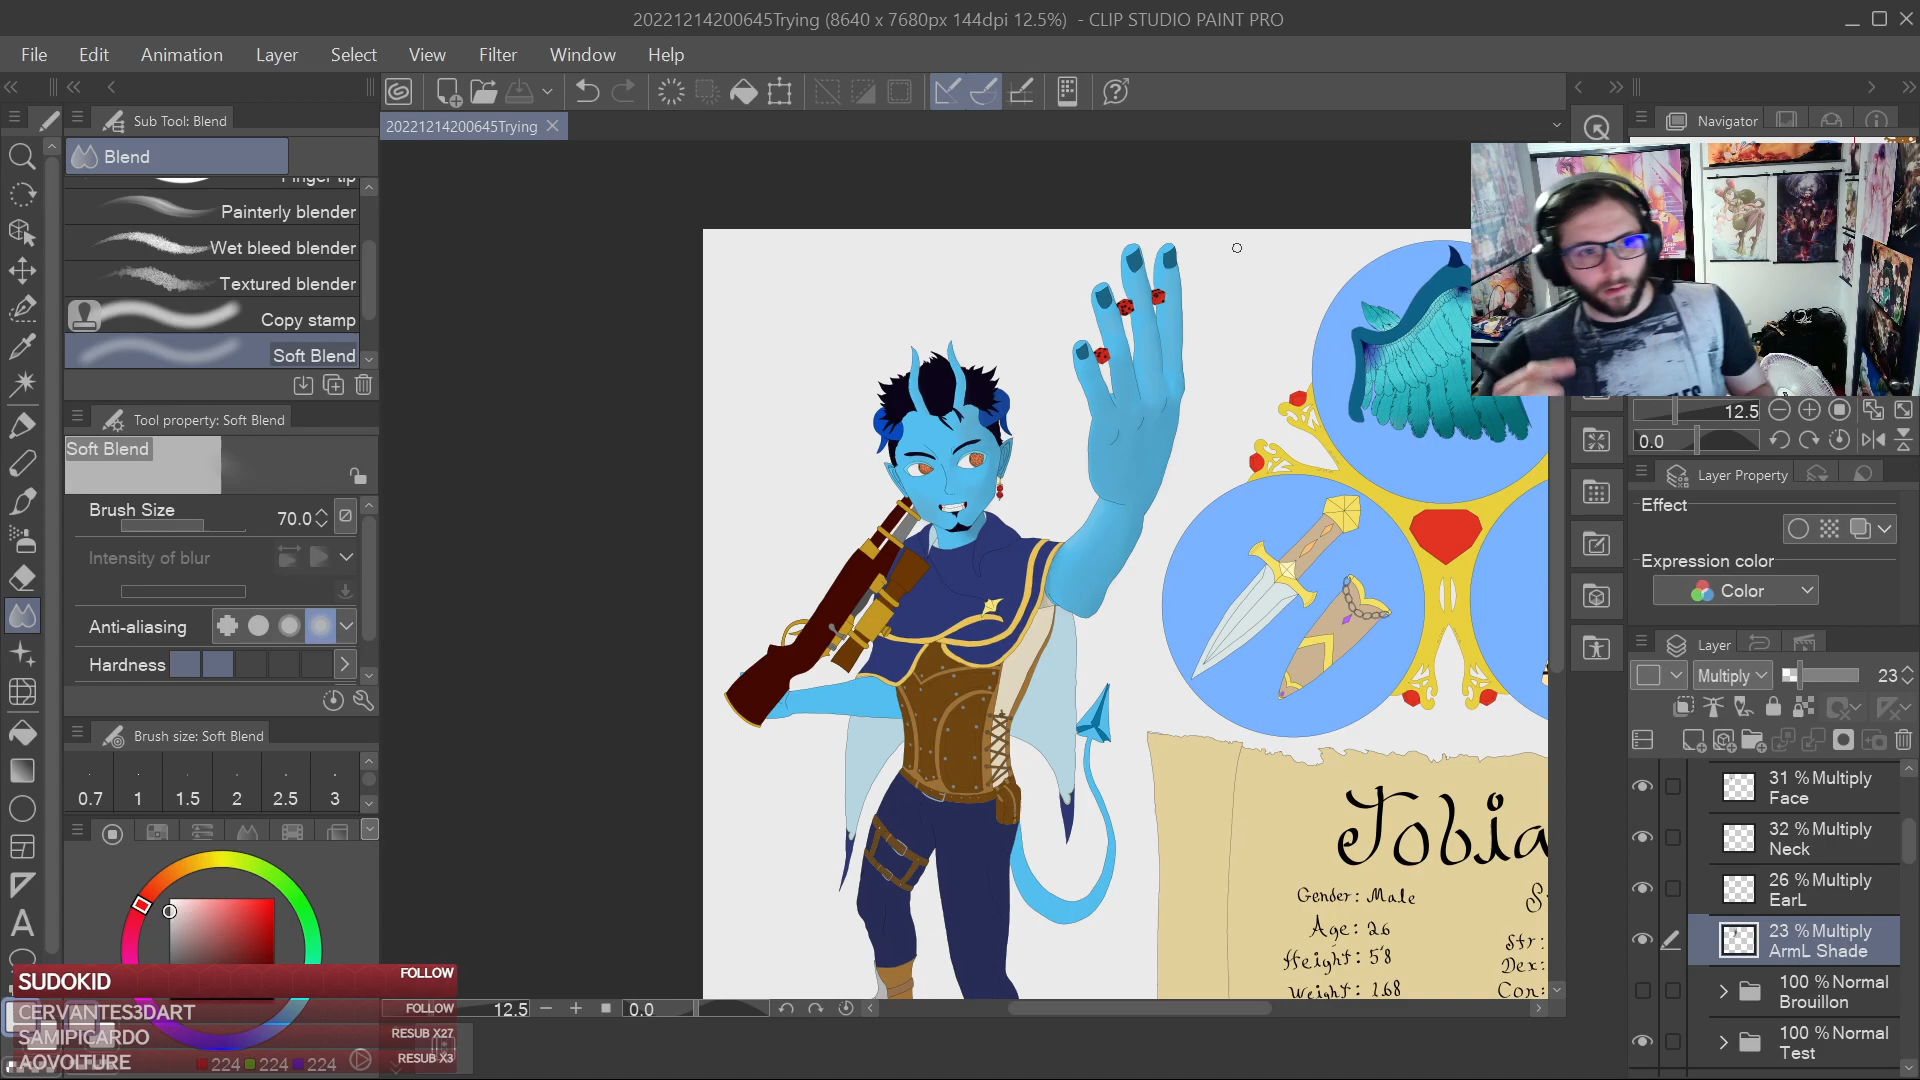 20221214200645Trying (8640 x 7680px 144dpi 12.5%)  - CLIP STUDIO PAINT PRO
File Edit Animation Layer Select View Filter Window Help
Sub Tool: Blend
20221214200645Trying
Navigator
Blend
Painterly blender
Wet bleed blender
Textured blender
Copy stamp
Soft Blend
Tool property: Soft Blend
Soft Blend
Brush Size 70.0
Intensity of blur
Anti-aliasing
Hardness
Brush size: Soft Blend
0.7 1 1.5 2 2.5 3
12.5
0.0
Layer Property
Effect
Expression color
Color
Layer
Multiply 23
31 % Multiply
Face
32 % Multiply
Neck
26 % Multiply
EarL
23 % Multiply
ArmL Shade
100 % Normal
Brouillon
100 % Normal
Test
Tobia
Gender: Male
Age: 26
Height: 5'8
Weight: 168
Str:
Dex:
Con:
SUDOKID FOLLOW
CERVANTES3DART FOLLOW
SAMIPICARDO RESUB X27
AOVOLTURE RESUB X3
12.5 0.0
224 224 224